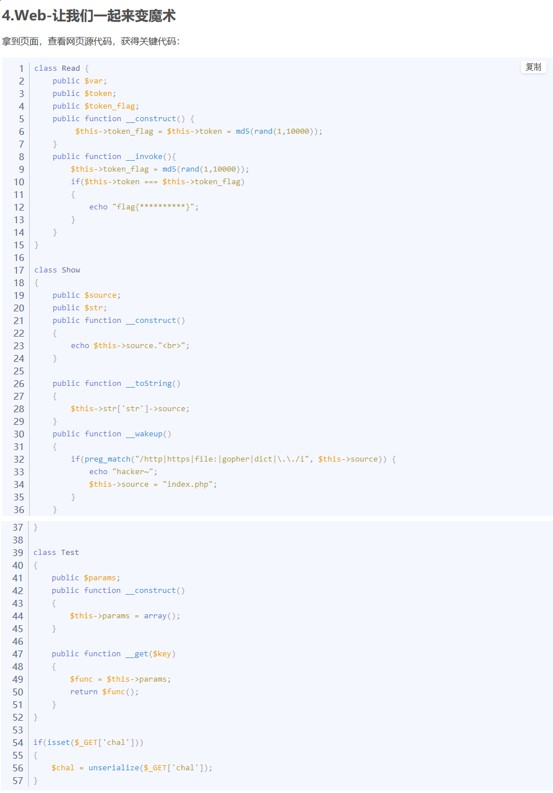 4.Web-让我们一起来变魔术
拿到页面，查看网页源代码，获得关键代码：
复制
1 class Read {
2     public $var;
3     public $token;
4     public $token_flag;
5     public function __construct() {
6          $this->token_flag = $this->token = md5(rand(1,10000));
7     }
8     public function __invoke(){
9         $this->token_flag = md5(rand(1,10000));
10         if($this->token === $this->token_flag)
11         {
12             echo "flag{**********}";
13         }
14     }
15 }
16
17 class Show
18 {
19     public $source;
20     public $str;
21     public function __construct()
22     {
23         echo $this->source."<br>";
24     }
25
26     public function __toString()
27     {
28         $this->str['str']->source;
29     }
30     public function __wakeup()
31     {
32         if(preg_match("/http|https|file:|gopher|dict|\.\./i", $this->source)) {
33             echo "hacker~";
34             $this->source = "index.php";
35         }
36     }
37 }
38
39 class Test
40 {
41     public $params;
42     public function __construct()
43     {
44         $this->params = array();
45     }
46
47     public function __get($key)
48     {
49         $func = $this->params;
50         return $func();
51     }
52 }
53
54 if(isset($_GET['chal']))
55 {
56     $chal = unserialize($_GET['chal']);
57 }